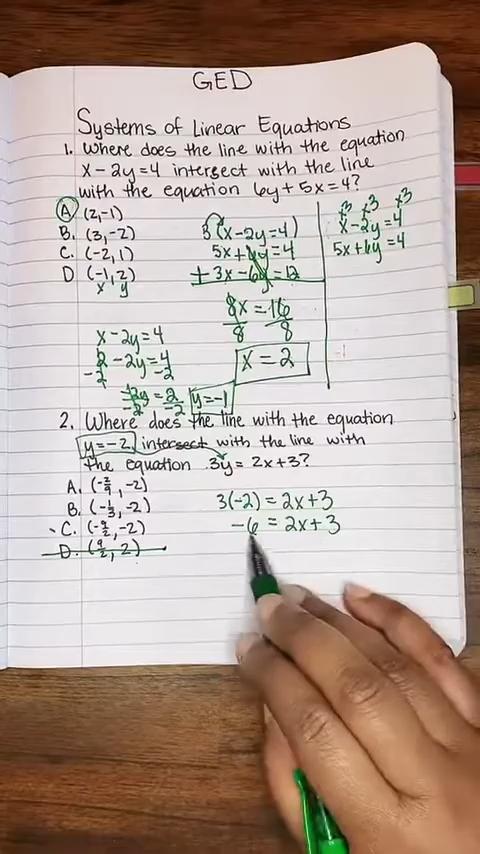 GED
Systems of Linear Equations
1. Where does the line with the equation
x - 2y = 4 intersect with the line
with the equation 6y + 5x = 4?
A. (2, -1)
B. (3, -2)
C. (-2, 1)
D (-1, 2)
x y
3(x - 2y = 4)
5x + 6y = 4
+ 3x - 6y = 12
8x = 16
8 8
x = 2
x3 x3 x3
x - 2y = 4
5x + 6y = 4
x - 2y = 4
2 - 2y = 4
-2 -2
-2y = 2
-2 -2
y = -1
2. Where does the line with the equation
y = -2 intersect with the line with
the equation 3y = 2x + 3?
A. (-2/9, -2)
B. (-1/3, -2)
C. (-9/2, -2)
D. (9/2, 2)
3(-2) = 2x + 3
-6 = 2x + 3